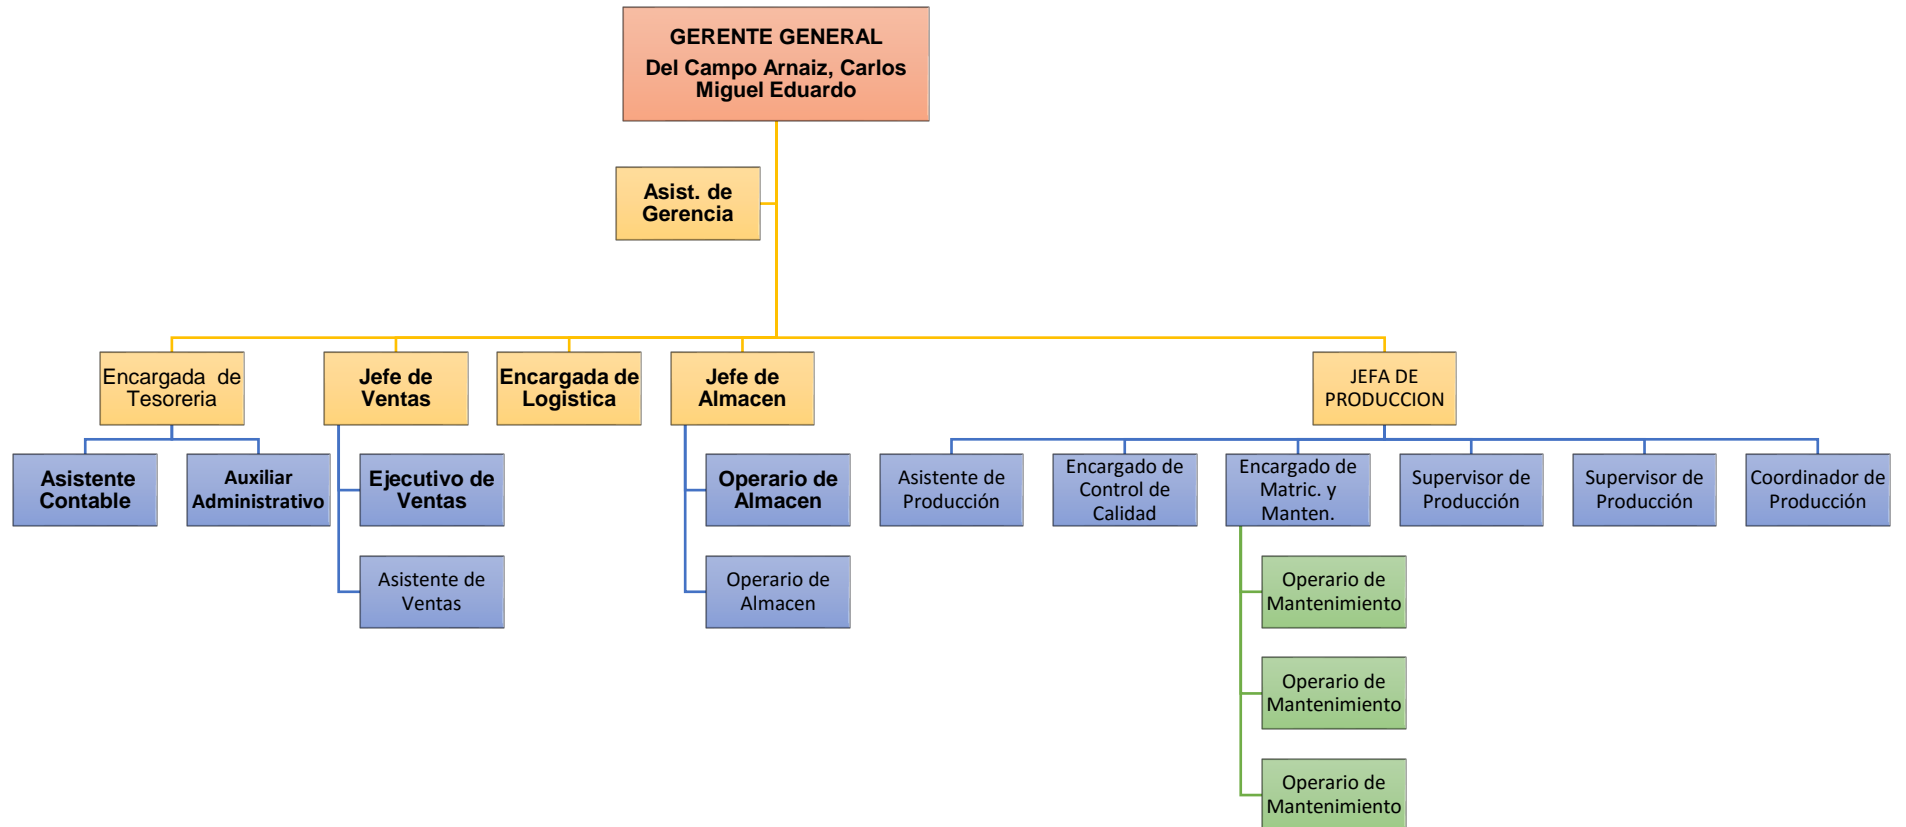 GERENTE GENERAL
Del Campo Arnaiz, Carlos
Miguel Eduardo
Asist. de
Gerencia
Encargada de
Tesoreria
Jefe de
Ventas
Encargada de
Logistica
Jefe de
Almacen
JEFA DE
PRODUCCION
Asistente
Contable
Auxiliar
Administrativo
Ejecutivo de
Ventas
Operario de
Almacen
Asistente de
Producción
Encargado de
Control de
Calidad
Encargado de
Matric. y
Manten.
Supervisor de
Producción
Supervisor de
Producción
Coordinador de
Producción
Asistente de
Ventas
Operario de
Almacen
Operario de
Mantenimiento
Operario de
Mantenimiento
Operario de
Mantenimiento